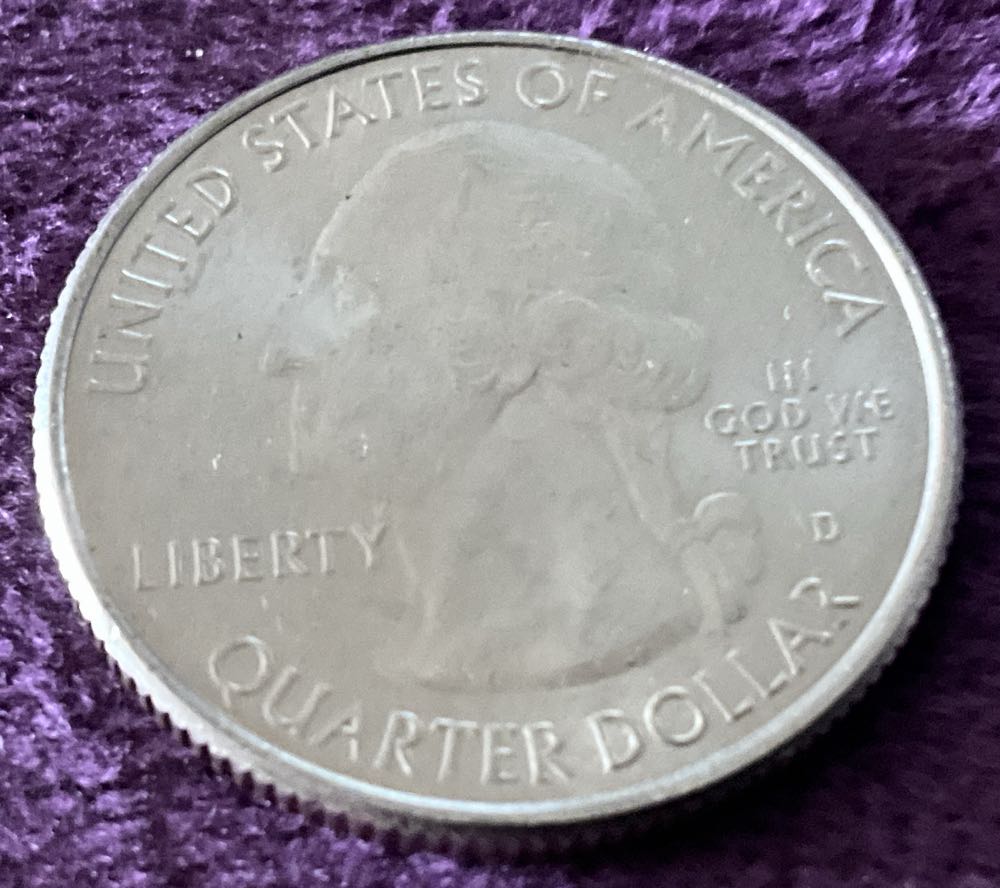 UNITED STATES OF AMERICA
IN
GOD WE
TRUST
LIBERTY
D
QUARTER DOLLAR